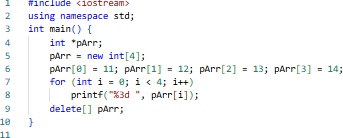 1 #include <iostream>
2 using namespace std;
3 int main() {
4 int *pArr;
5 pArr = new int[4];
6 pArr[0] = 11; pArr[1] = 12; pArr[2] = 13; pArr[3] = 14;
7 for (int i = 0; i < 4; i++)
8 printf("%3d ", pArr[i]);
9 delete[] pArr;
10 }
11